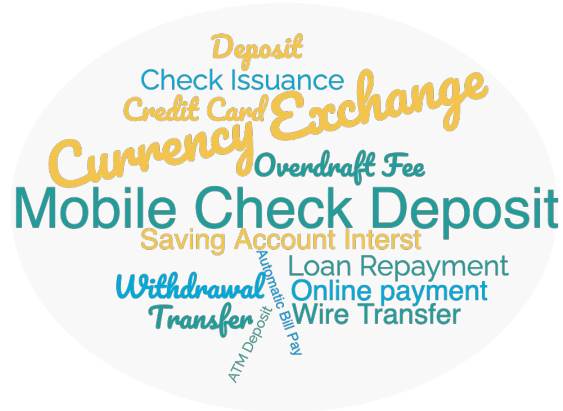 Deposit
Check Issuance
Credit Card
Currency Exchange
Overdraft Fee
Mobile Check Deposit
Saving Account Interst
Automatic Bill Pay
Loan Repayment
Withdrawal
Online payment
Transfer
Wire Transfer
ATM Deposit